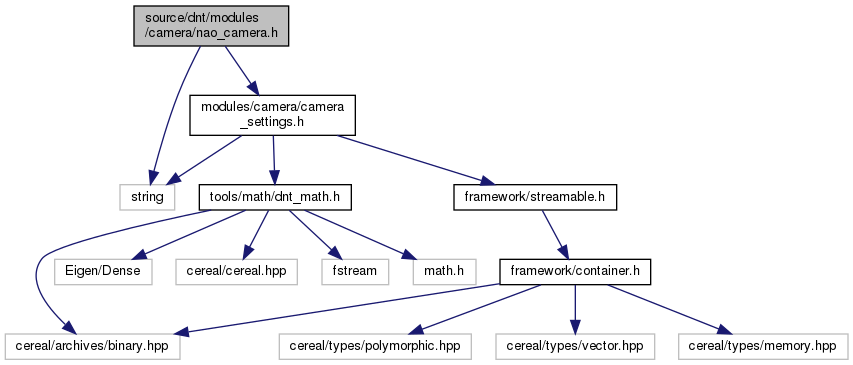 source/dnt/modules
/camera/nao_camera.h
modules/camera/camera
_settings.h
string
tools/math/dnt_math.h
framework/streamable.h
Eigen/Dense
cereal/cereal.hpp
fstream
math.h
framework/container.h
cereal/archives/binary.hpp
cereal/types/polymorphic.hpp
cereal/types/vector.hpp
cereal/types/memory.hpp